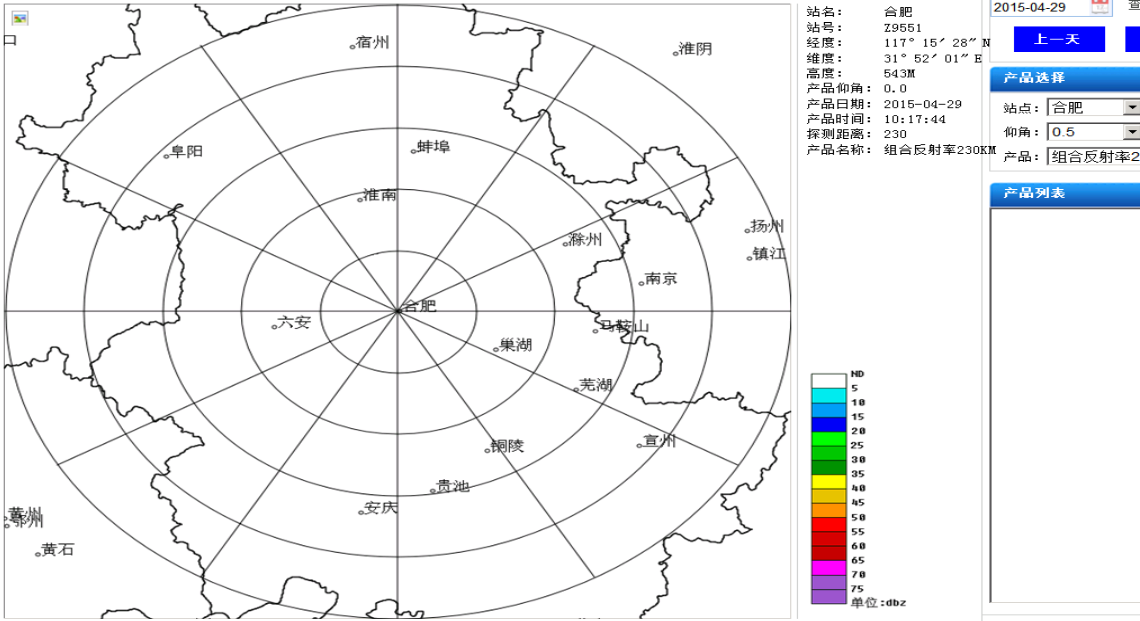 宿州
淮阴
口
阜阳
蚌埠
淮南
滁州
扬州
镇江
南京
合肥
六安
马鞍山
巢湖
芜湖
铜陵
宣州
贵池
安庆
黄州
鄂州
黄石
站名: 合肥
站号: Z9551
经度: 117° 15′ 28″ N
维度: 31° 52′ 01″ E
高度: 543M
产品仰角: 0.0
产品日期: 2015-04-29
产品时间: 10:17:44
探测距离: 230
产品名称: 组合反射率230KM
ND
5
10
15
20
25
30
35
40
45
50
55
60
65
70
75
单位:dbz
2015-04-29
上一天
产品选择
站点: 合肥
仰角: 0.5
产品: 组合反射率2
产品列表